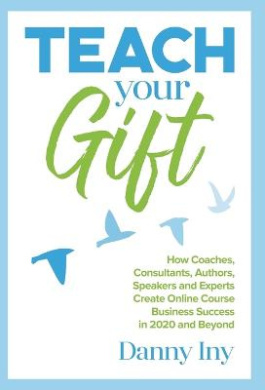 TEACH
your
Gift
How Coaches,
Consultants, Authors,
Speakers and Experts
Create Online Course
Business Success
in 2020 and Beyond
Danny Iny